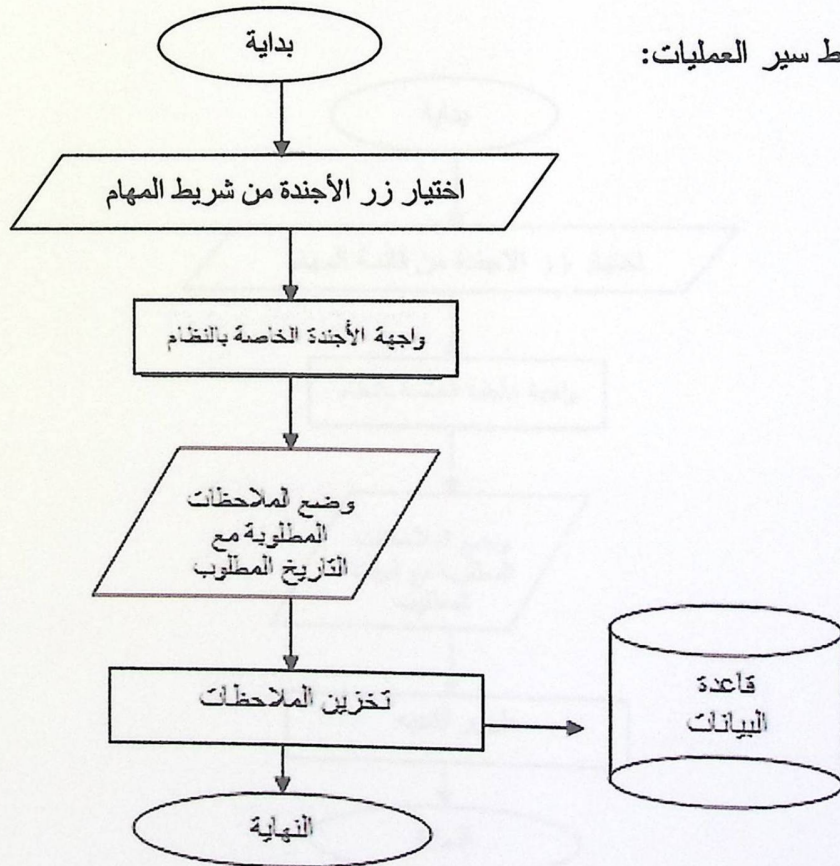 ط سير العمليات:
بداية
اختيار زر الأجندة من شريط المهام
واجهة الأجندة الخاصة بالنظام
وضع الملاحظات
المطلوبة مع
التاريخ المطلوب
تخزين الملاحظات
قاعدة
البيانات
النهاية